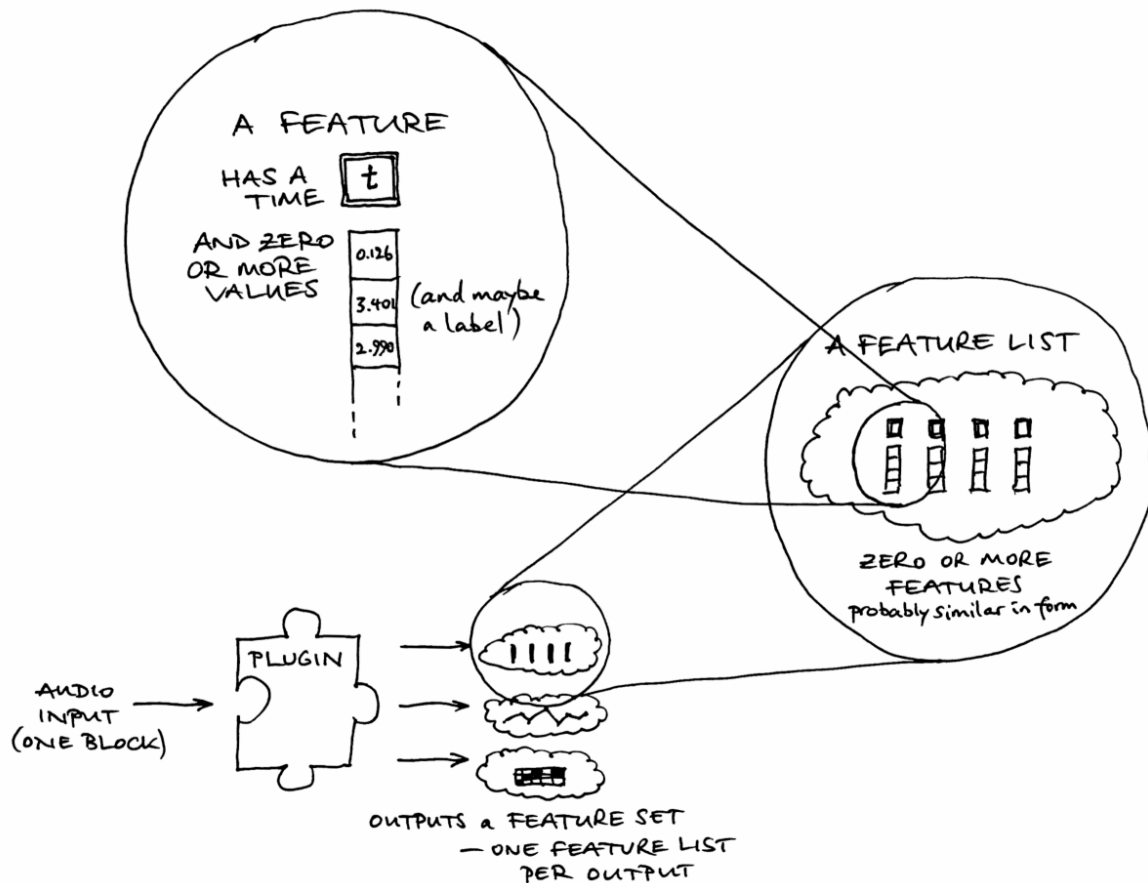 A FEATURE
HAS A
TIME
t
AND ZERO
OR MORE
VALUES
0.126
3.401
2.990
(and maybe
a label)
A FEATURE LIST
ZERO OR MORE
FEATURES
probably similar in form
PLUGIN
AUDIO
INPUT
(ONE BLOCK)
OUTPUTS a FEATURE SET
— ONE FEATURE LIST
PER OUTPUT